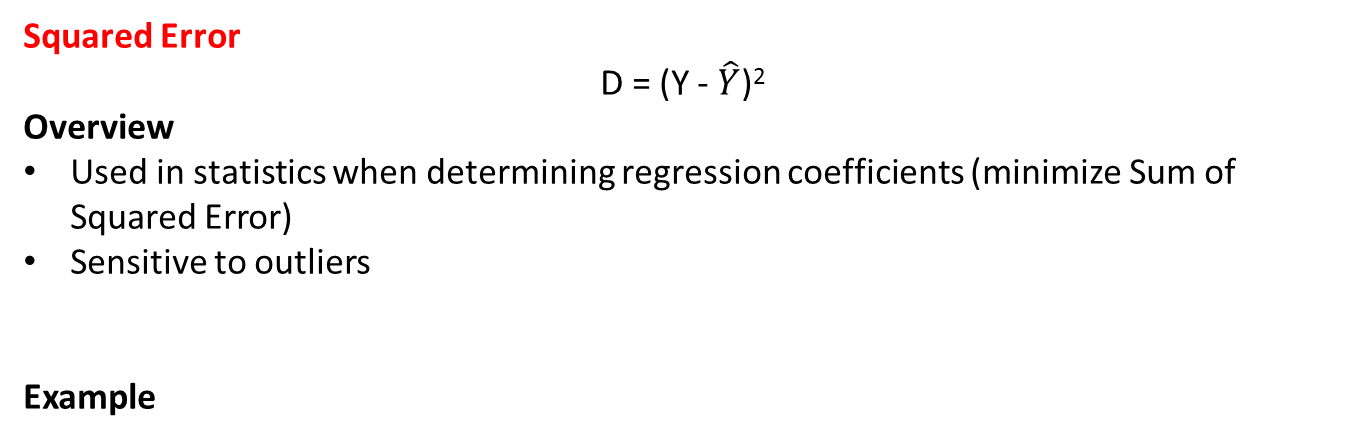 Squared Error
D = (Y - Ŷ)²
Overview
• Used in statistics when determining regression coefficients (minimize Sum of
Squared Error)
• Sensitive to outliers
Example